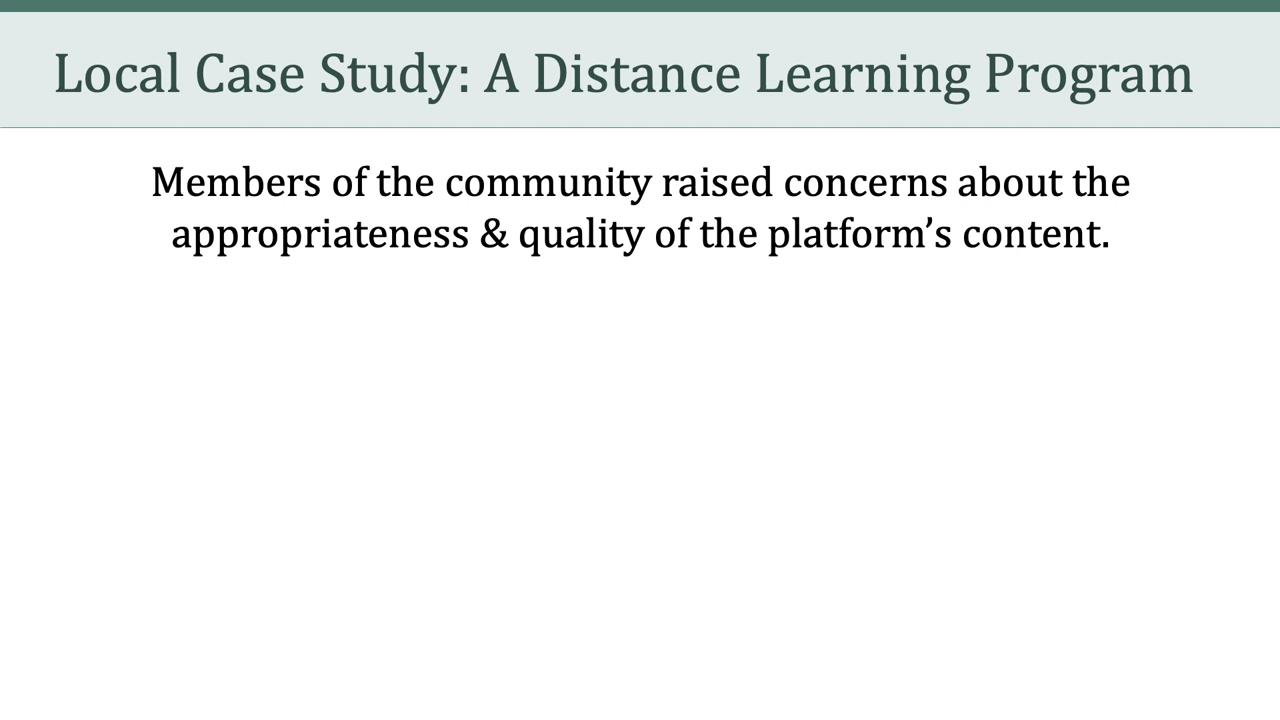 Local Case Study: A Distance Learning Program
Members of the community raised concerns about the
appropriateness & quality of the platform’s content.